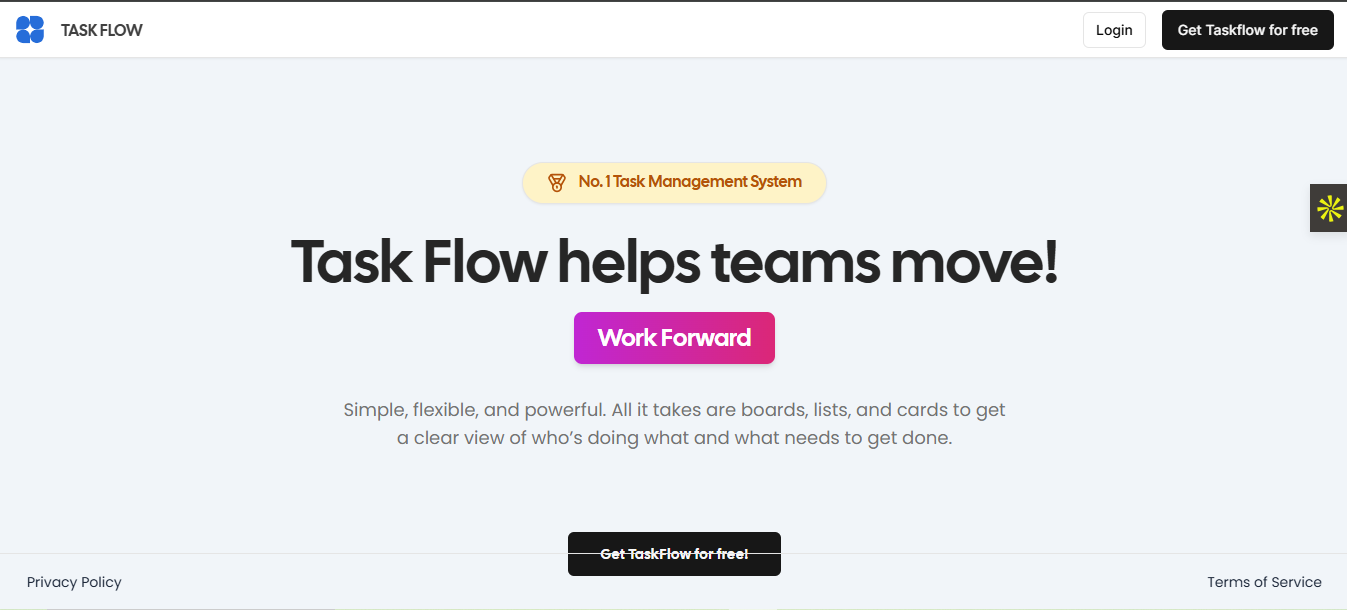 TASK FLOW
Login
Get Taskflow for free
No. 1 Task Management System
Task Flow helps teams move!
Work Forward
Simple, flexible, and powerful. All it takes are boards, lists, and cards to get
a clear view of who’s doing what and what needs to get done.
Get TaskFlow for free!
Privacy Policy
Terms of Service